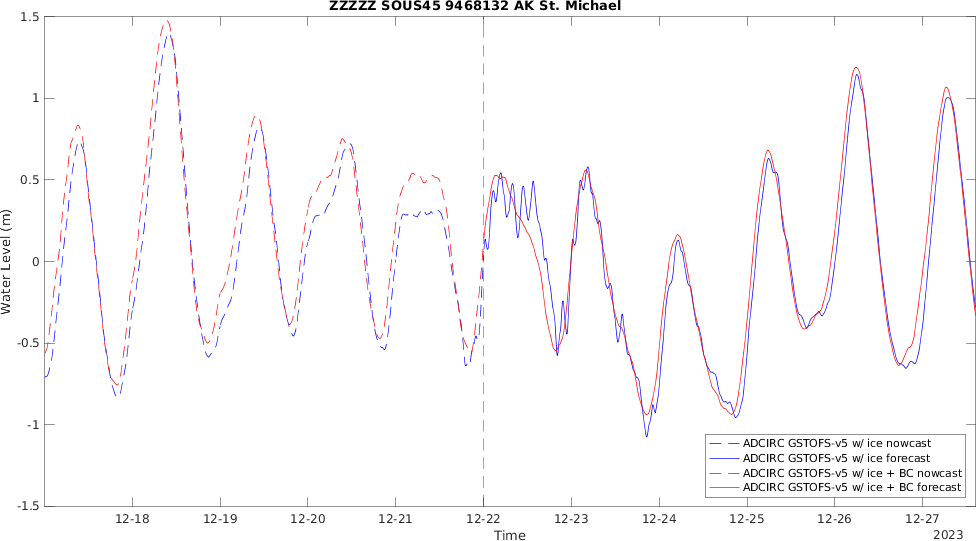 ZZZZZ SOUS45 9468132 AK St. Michael
1.5
1
0.5
0
-0.5
-1
-1.5
Water Level (m)
12-18
12-19
12-20
12-21
12-22
12-23
12-24
12-25
12-26
12-27
Time
2023
ADCIRC GSTOFS-v5 w/ ice nowcast
ADCIRC GSTOFS-v5 w/ ice forecast
ADCIRC GSTOFS-v5 w/ ice + BC nowcast
ADCIRC GSTOFS-v5 w/ ice + BC forecast